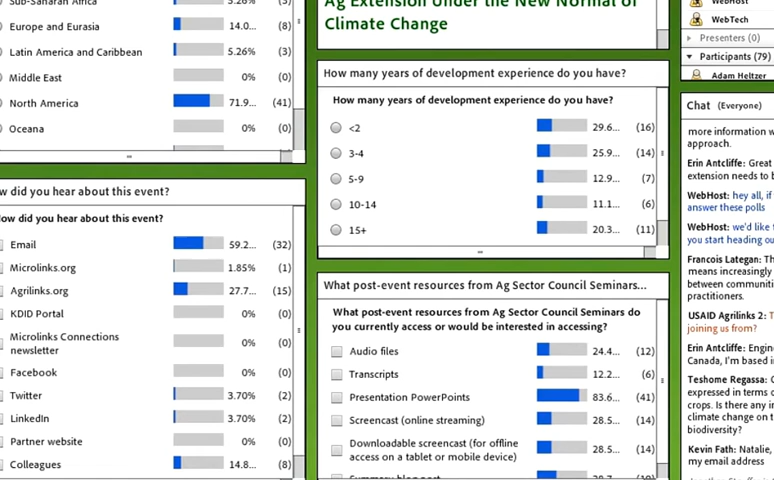 Sub-Saharan Africa 5.26% (3)
Europe and Eurasia 14.0... (8)
Latin America and Caribbean 5.26% (3)
Middle East 0% (0)
North America 71.9... (41)
Oceana 0% (0)
did you hear about this event?
did you hear about this event?
Email 59.2... (32)
Microlinks.org 1.85% (1)
Agrilinks.org 27.7... (15)
KDID Portal 0% (0)
Microlinks Connections
newsletter 0% (0)
Facebook 0% (0)
Twitter 3.70% (2)
LinkedIn 3.70% (2)
Partner website 0% (0)
Colleagues 14.8... (8)
Ag Extension Under the New Normal of
Climate Change
How many years of development experience do you have?
How many years of development experience do you have?
<2 29.6... (16)
3-4 25.9... (14)
5-9 12.9... (7)
10-14 11.1... (6)
15+ 20.3... (11)
What post-event resources from Ag Sector Council Seminars...
What post-event resources from Ag Sector Council Seminars do
you currently access or would be interested in accessing?
Audio files 24.4... (12)
Transcripts 12.2... (6)
Presentation PowerPoints 83.6... (41)
Screencast (online streaming) 28.5... (14)
Downloadable screencast (for offline
access on a tablet or mobile device) 28.5... (14)
WebHost
WebTech
Presenters (0)
Participants (79)
Adam Heltzer
Chat (Everyone)
more information
approach.
Erin Antcliffe: Great
extension needs to
WebHost: hey all, if
answer these polls
WebHost: we'd like
you start heading
Francois Lategan:
means increasingly
between
practitioners.
USAID Agrilinks 2:
joining us from?
Erin Antcliffe:
Canada, I'm based
Teshome Regassa:
expressed in terms
crops. Is there any
climate change on
biodiversity?
Kevin Fath: Natalie,
my email address